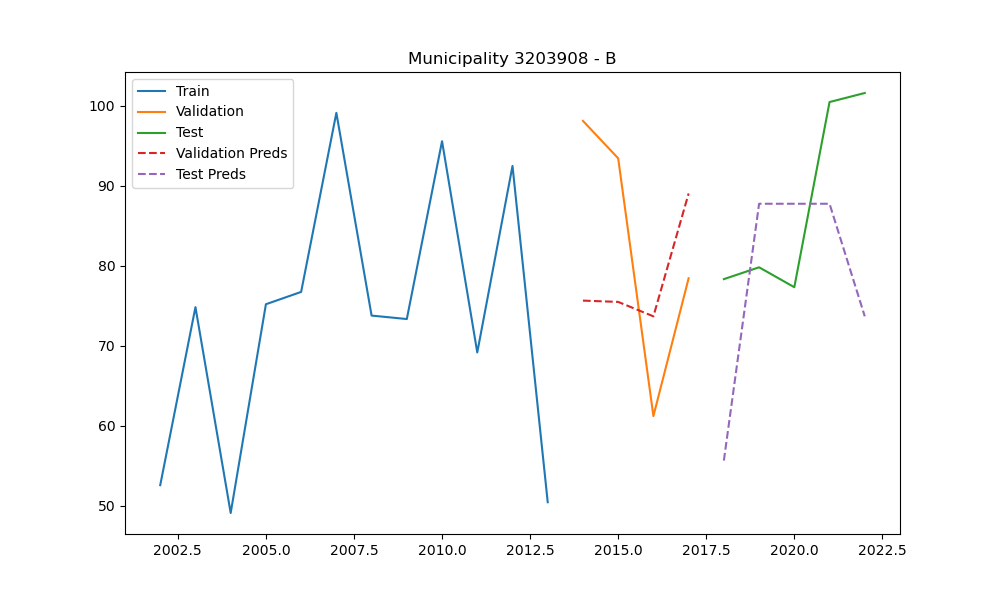 Municipality 3203908 - B
Train
Validation
Test
Validation Preds
Test Preds
100
90
80
70
60
50
2002.5 2005.0 2007.5 2010.0 2012.5 2015.0 2017.5 2020.0 2022.5